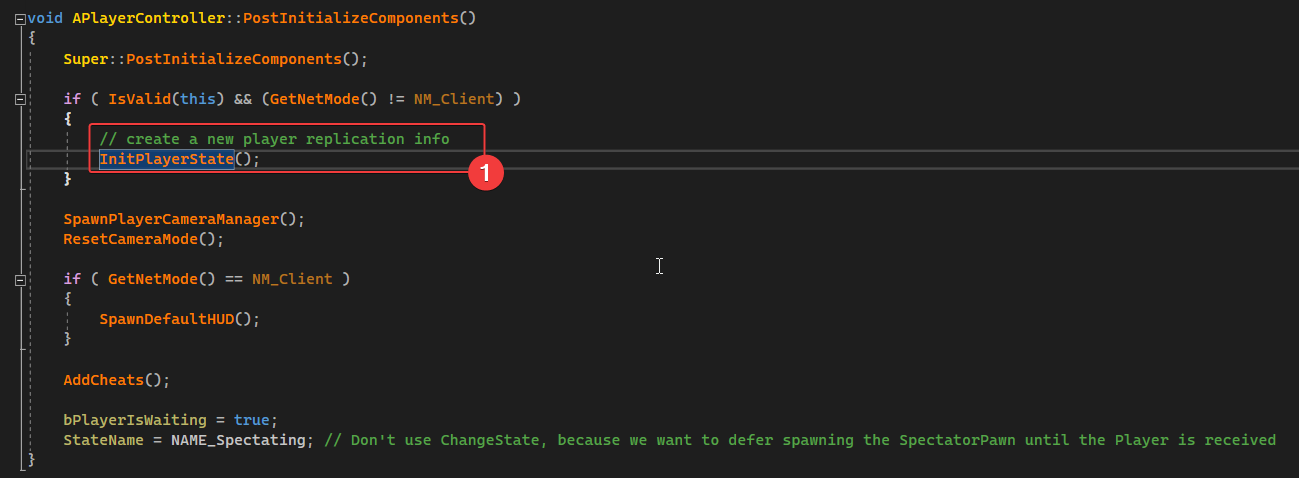 void APlayerController::PostInitializeComponents()
{
Super::PostInitializeComponents();
if ( IsValid(this) && (GetNetMode() != NM_Client) )
{
// create a new player replication info
InitPlayerState();
1
}
SpawnPlayerCameraManager();
ResetCameraMode();
if ( GetNetMode() == NM_Client )
{
SpawnDefaultHUD();
}
AddCheats();
bPlayerIsWaiting = true;
StateName = NAME_Spectating; // Don't use ChangeState, because we want to defer spawning the SpectatorPawn until the Player is received
}